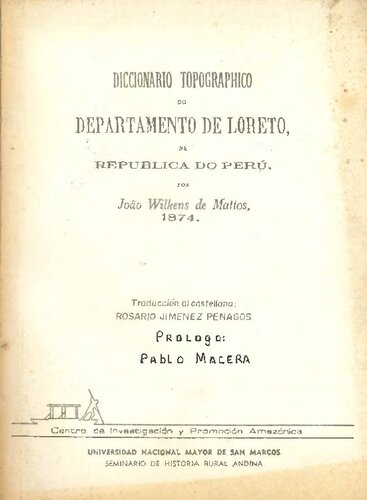 DICCIONARIO TOPOGRAPHICO
DO
DEPARTAMENTO DE LORETO,
NA
REPUBLICA DO PERÚ.
POR
João Wilkens de Mattos,
1874.
Traducción al castellano:
ROSARIO JIMENEZ PENAGOS
PROLOGO:
PABLO MACERA
Centro de Investigación y Promoción Amazónica
UNIVERSIDAD NACIONAL MAYOR DE SAN MARCOS
SEMINARIO DE HISTORIA RURAL ANDINA